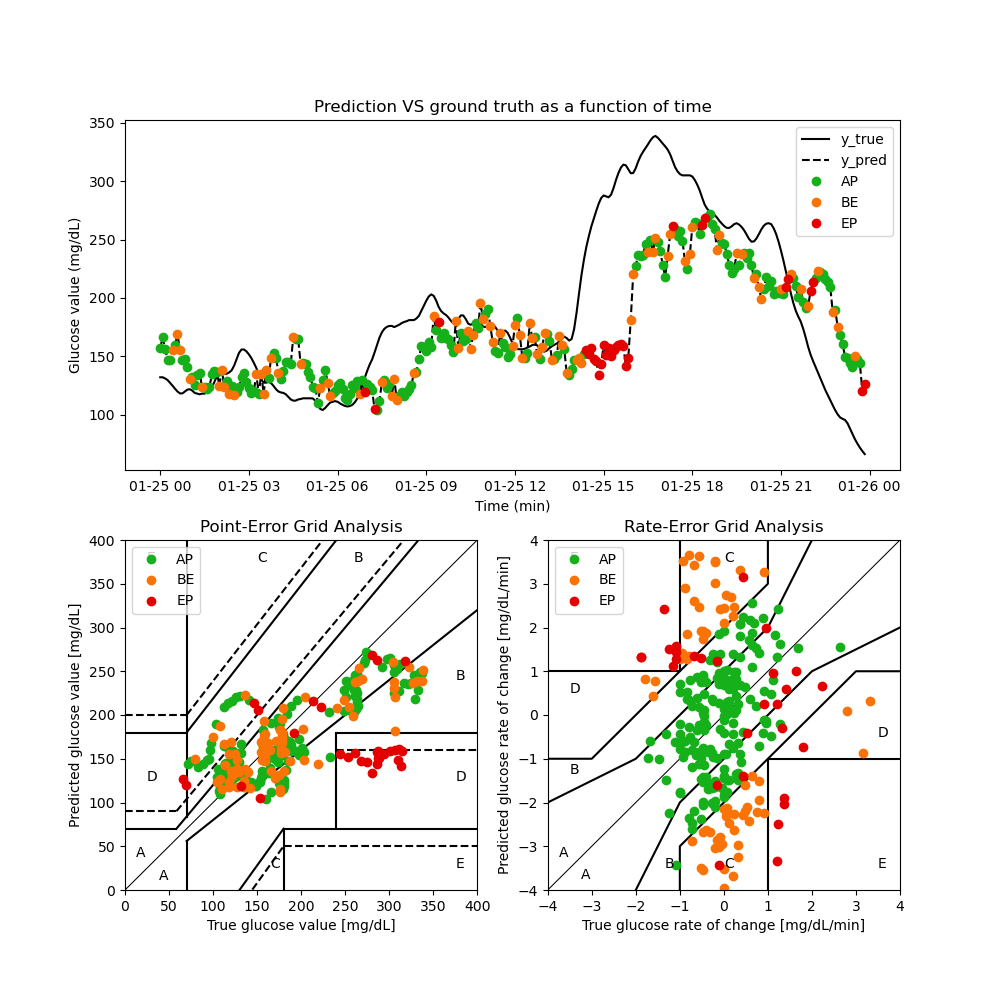 Prediction VS ground truth as a function of time
Glucose value (mg/dL)
350
300
250
200
150
100
y_true
y_pred
AP
BE
EP
01-25 00 01-25 03 01-25 06 01-25 09 01-25 12 01-25 15 01-25 18 01-25 21 01-26 00
Time (min)
Point-Error Grid Analysis
Predicted glucose value [mg/dL]
400
350
300
250
200
150
100
50
0
AP
BE
EP
C
B
B
D
D
A
A
C
E
0 50 100 150 200 250 300 350 400
True glucose value [mg/dL]
Rate-Error Grid Analysis
Predicted glucose rate of change [mg/dL/min]
4
3
2
1
0
−1
−2
−3
−4
AP
BE
EP
C
D
D
B
A
A
B
C
E
−4 −3 −2 −1 0 1 2 3 4
True glucose rate of change [mg/dL/min]